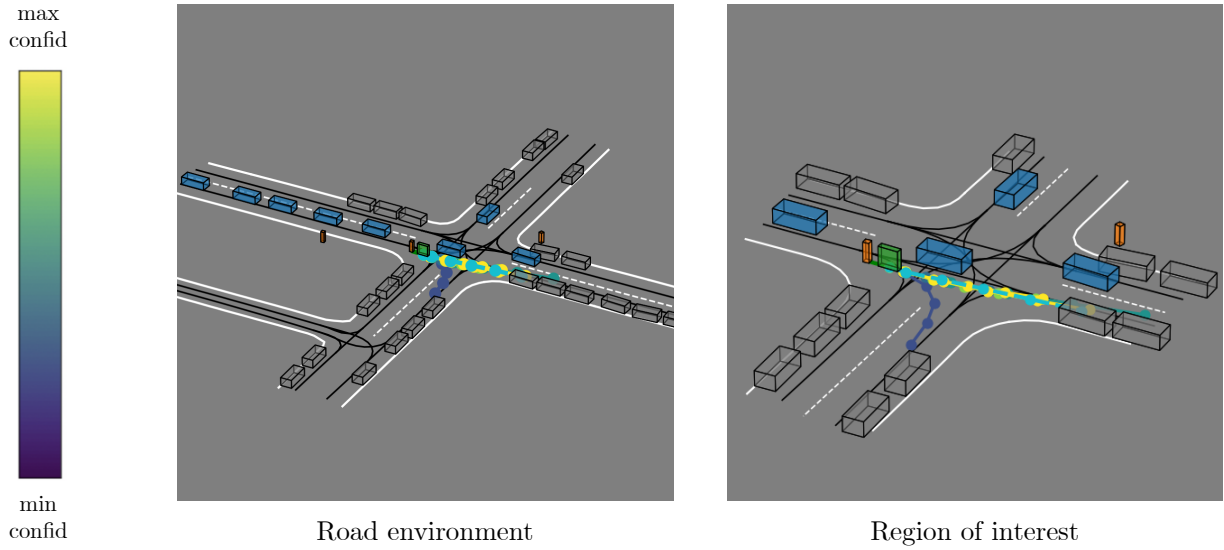 max
confid
min
confid
Road environment
Region of interest